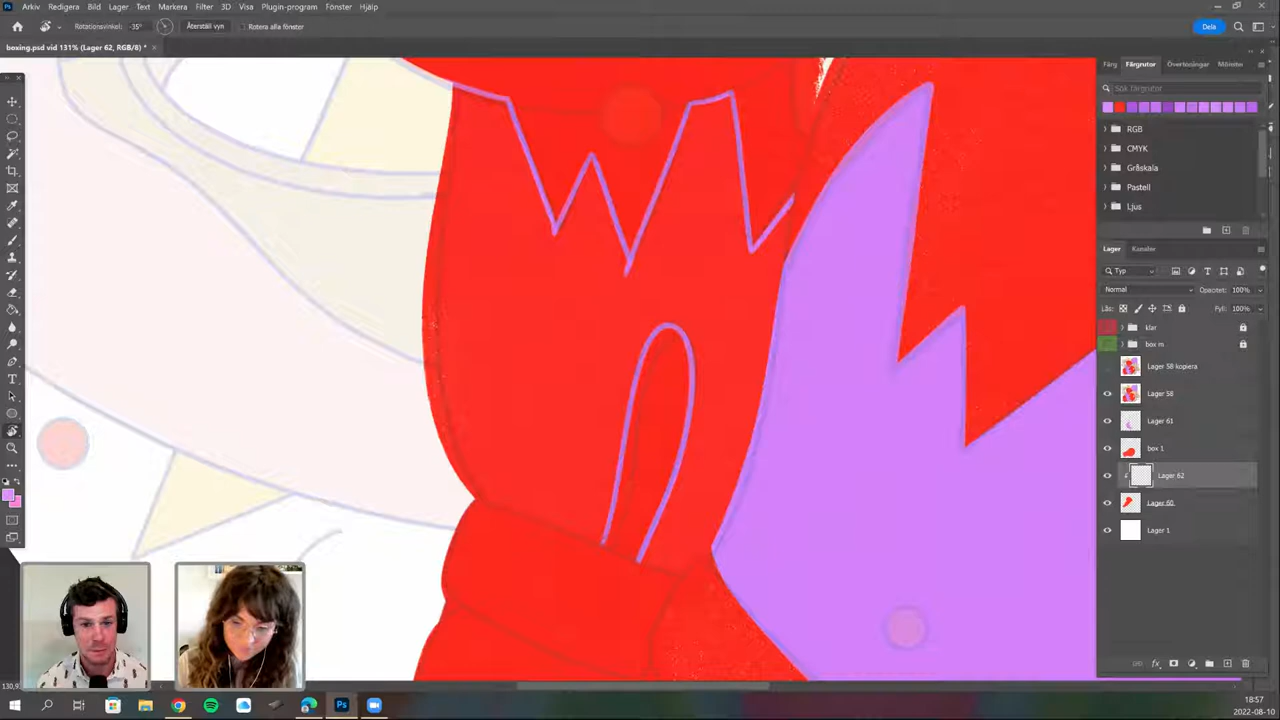 Arkiv Redigera Bild Lager Text Markera Filter 3D Visa Plugin-program Fönster Hjälp
Rotationsvinkel: -35° Återställ vyn Rotera alla fönster Dela
boxing.psd vid 131% (Lager 62, RGB/8) *
Färg Färgrutor Övertoningar Mönster
Sök färgrutor
RGB
CMYK
Gråskala
Pastell
Ljus
Lager Kanaler
Typ
Normal Opacitet: 100%
Lås: Fyll: 100%
klar
box m
Lager 58 kopiera
Lager 58
Lager 61
box 1
Lager 62
Lager 60
Lager 1
18:57
2022-08-10